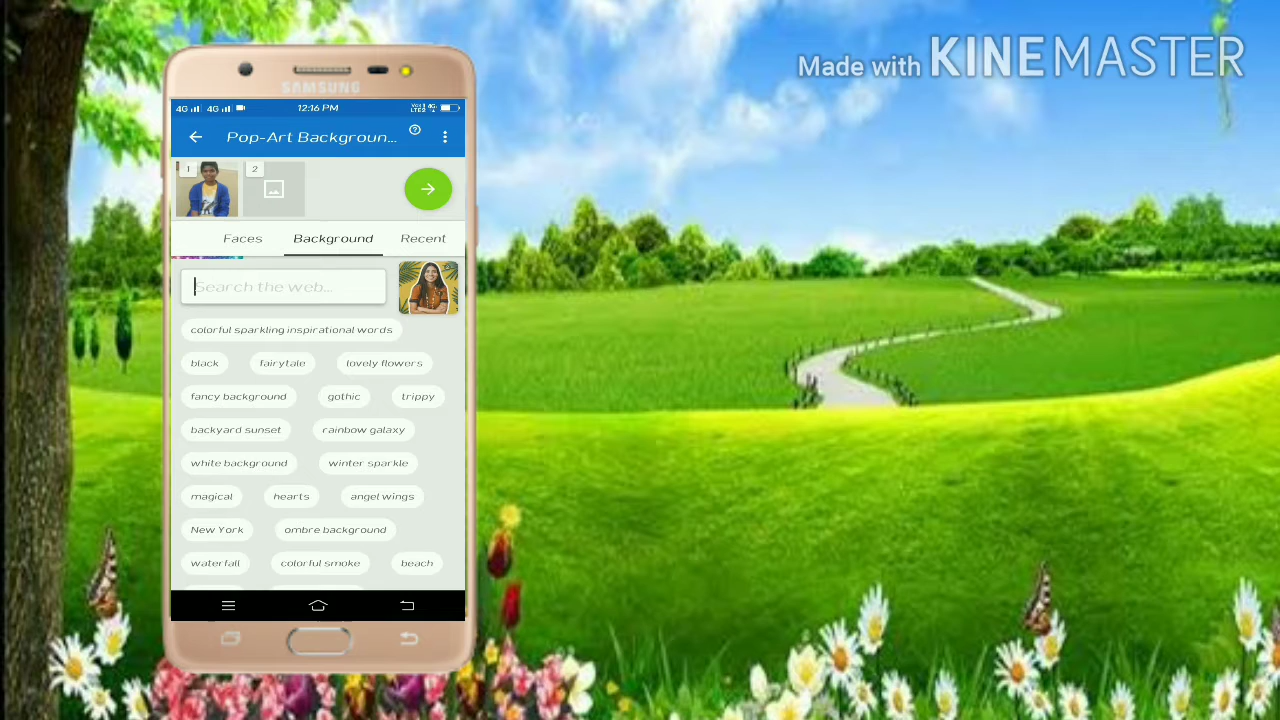 Made with KINEMASTER
SAMSUNG
4G 4G 12:16 PM
Pop-Art Backgroun...
1 2
Faces Background Recent
Search the web...
colorful sparkling inspirational words
black fairytale lovely flowers
fancy background gothic trippy
backyard sunset rainbow galaxy
white background winter sparkle
magical hearts angel wings
New York ombre background
waterfall colorful smoke beach